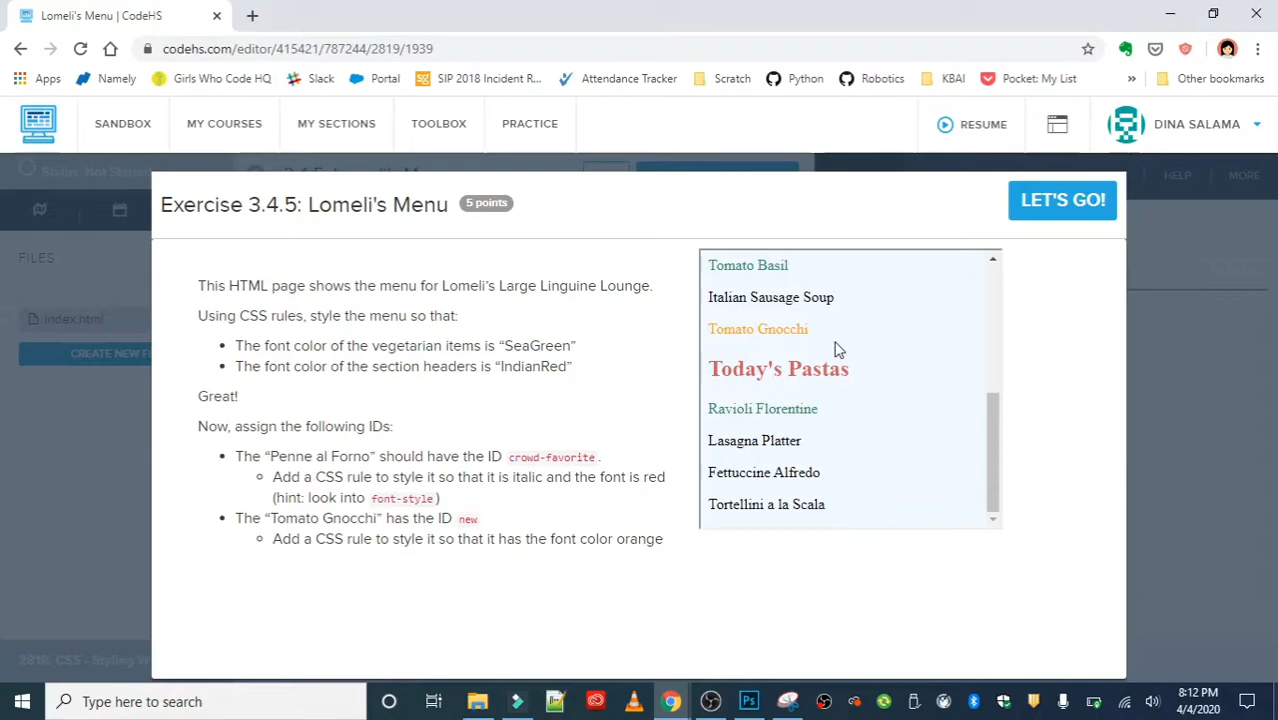 Lomeli's Menu | CodeHS
codehs.com/editor/415421/787244/2819/1939
Apps Namely Girls Who Code HQ Slack Portal SIP 2018 Incident R... Attendance Tracker Scratch Python Robotics KBAI Pocket: My List » Other bookmarks
SANDBOX MY COURSES MY SECTIONS TOOLBOX PRACTICE RESUME DINA SALAMA
HELP MORE
Exercise 3.4.5: Lomeli's Menu 5 points LET'S GO!
FILES
index.html
CREATE NEW F
This HTML page shows the menu for Lomeli's Large Linguine Lounge.
Using CSS rules, style the menu so that:
• The font color of the vegetarian items is “SeaGreen”
• The font color of the section headers is “IndianRed”
Great!
Now, assign the following IDs:
• The “Penne al Forno” should have the ID crowd-favorite.
Add a CSS rule to style it so that it is italic and the font is red
(hint: look into font-style)
• The “Tomato Gnocchi” has the ID new
Add a CSS rule to style it so that it has the font color orange
Tomato Basil
Italian Sausage Soup
Tomato Gnocchi
Today's Pastas
Ravioli Florentine
Lasagna Platter
Fettuccine Alfredo
Tortellini a la Scala
Type here to search
8:12 PM
4/4/2020